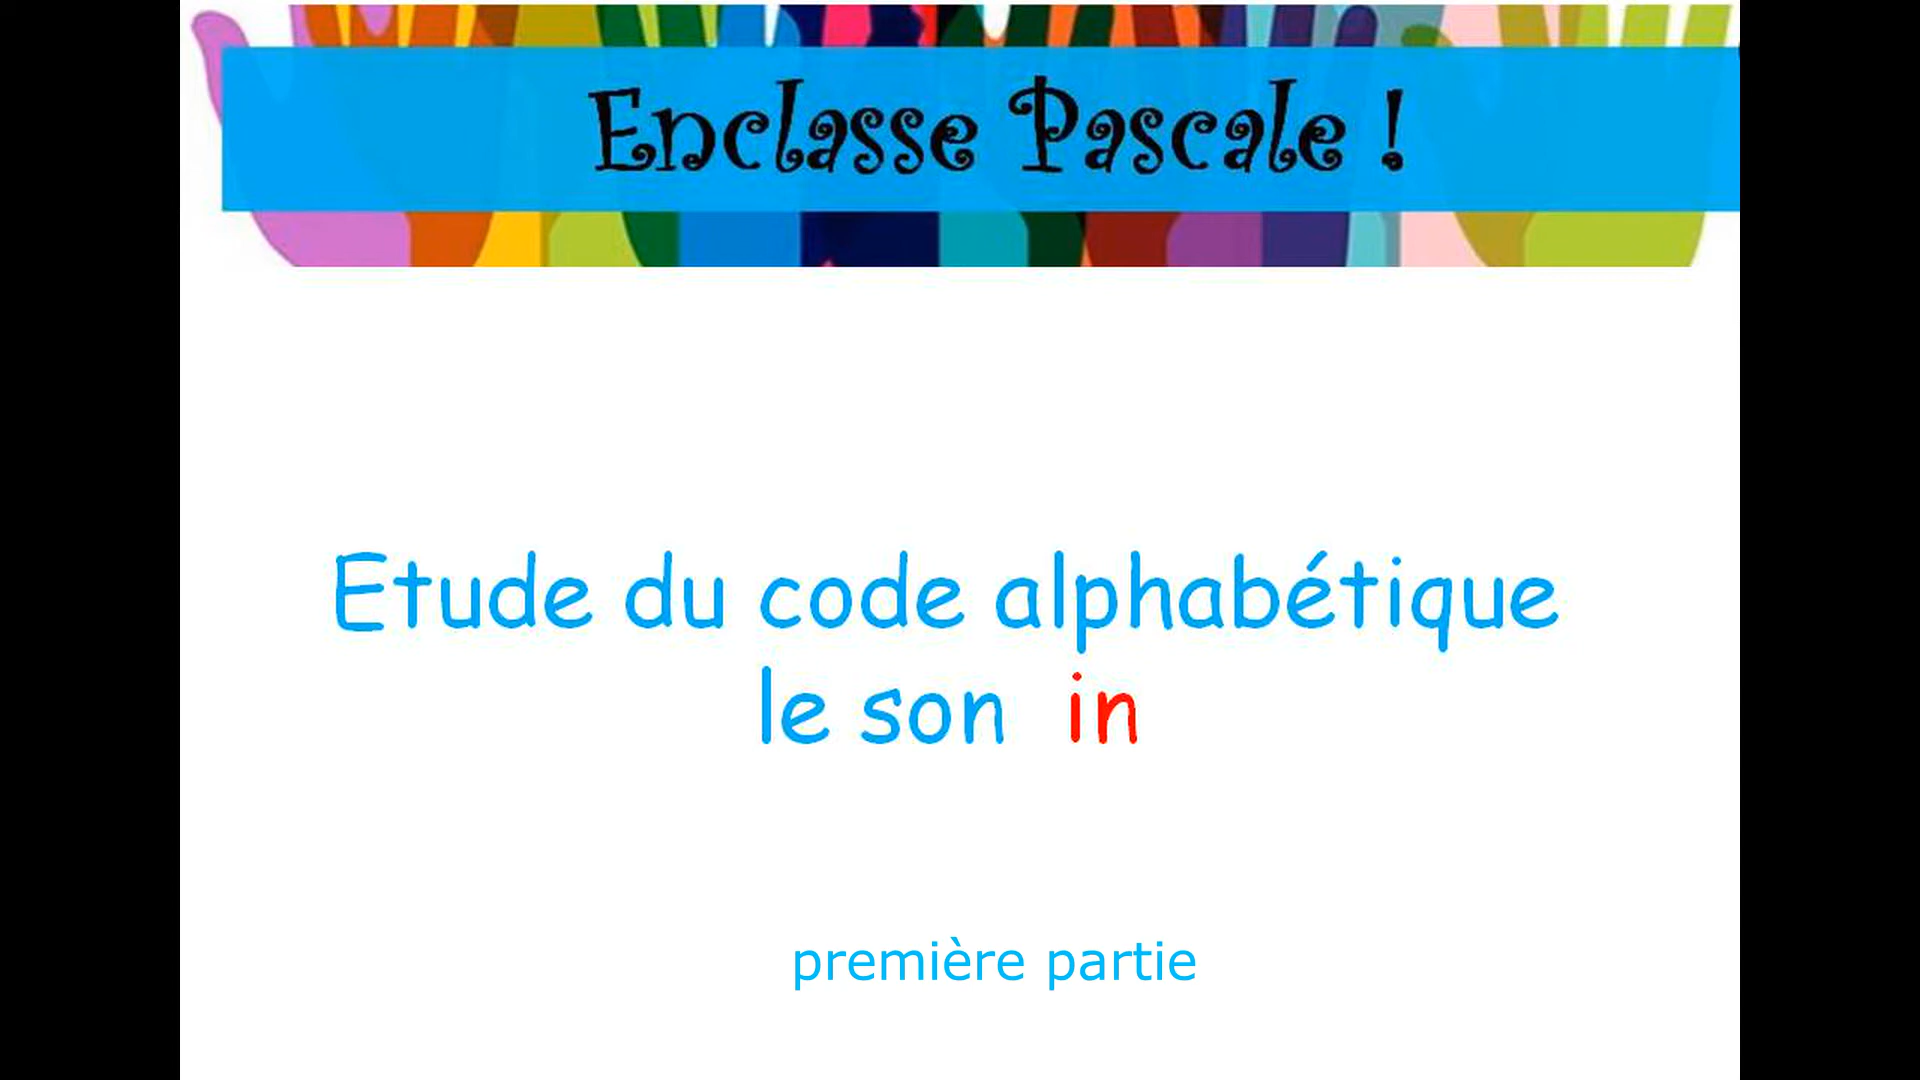 Enclasse Pascale !
Etude du code alphabétique
le son in
première partie